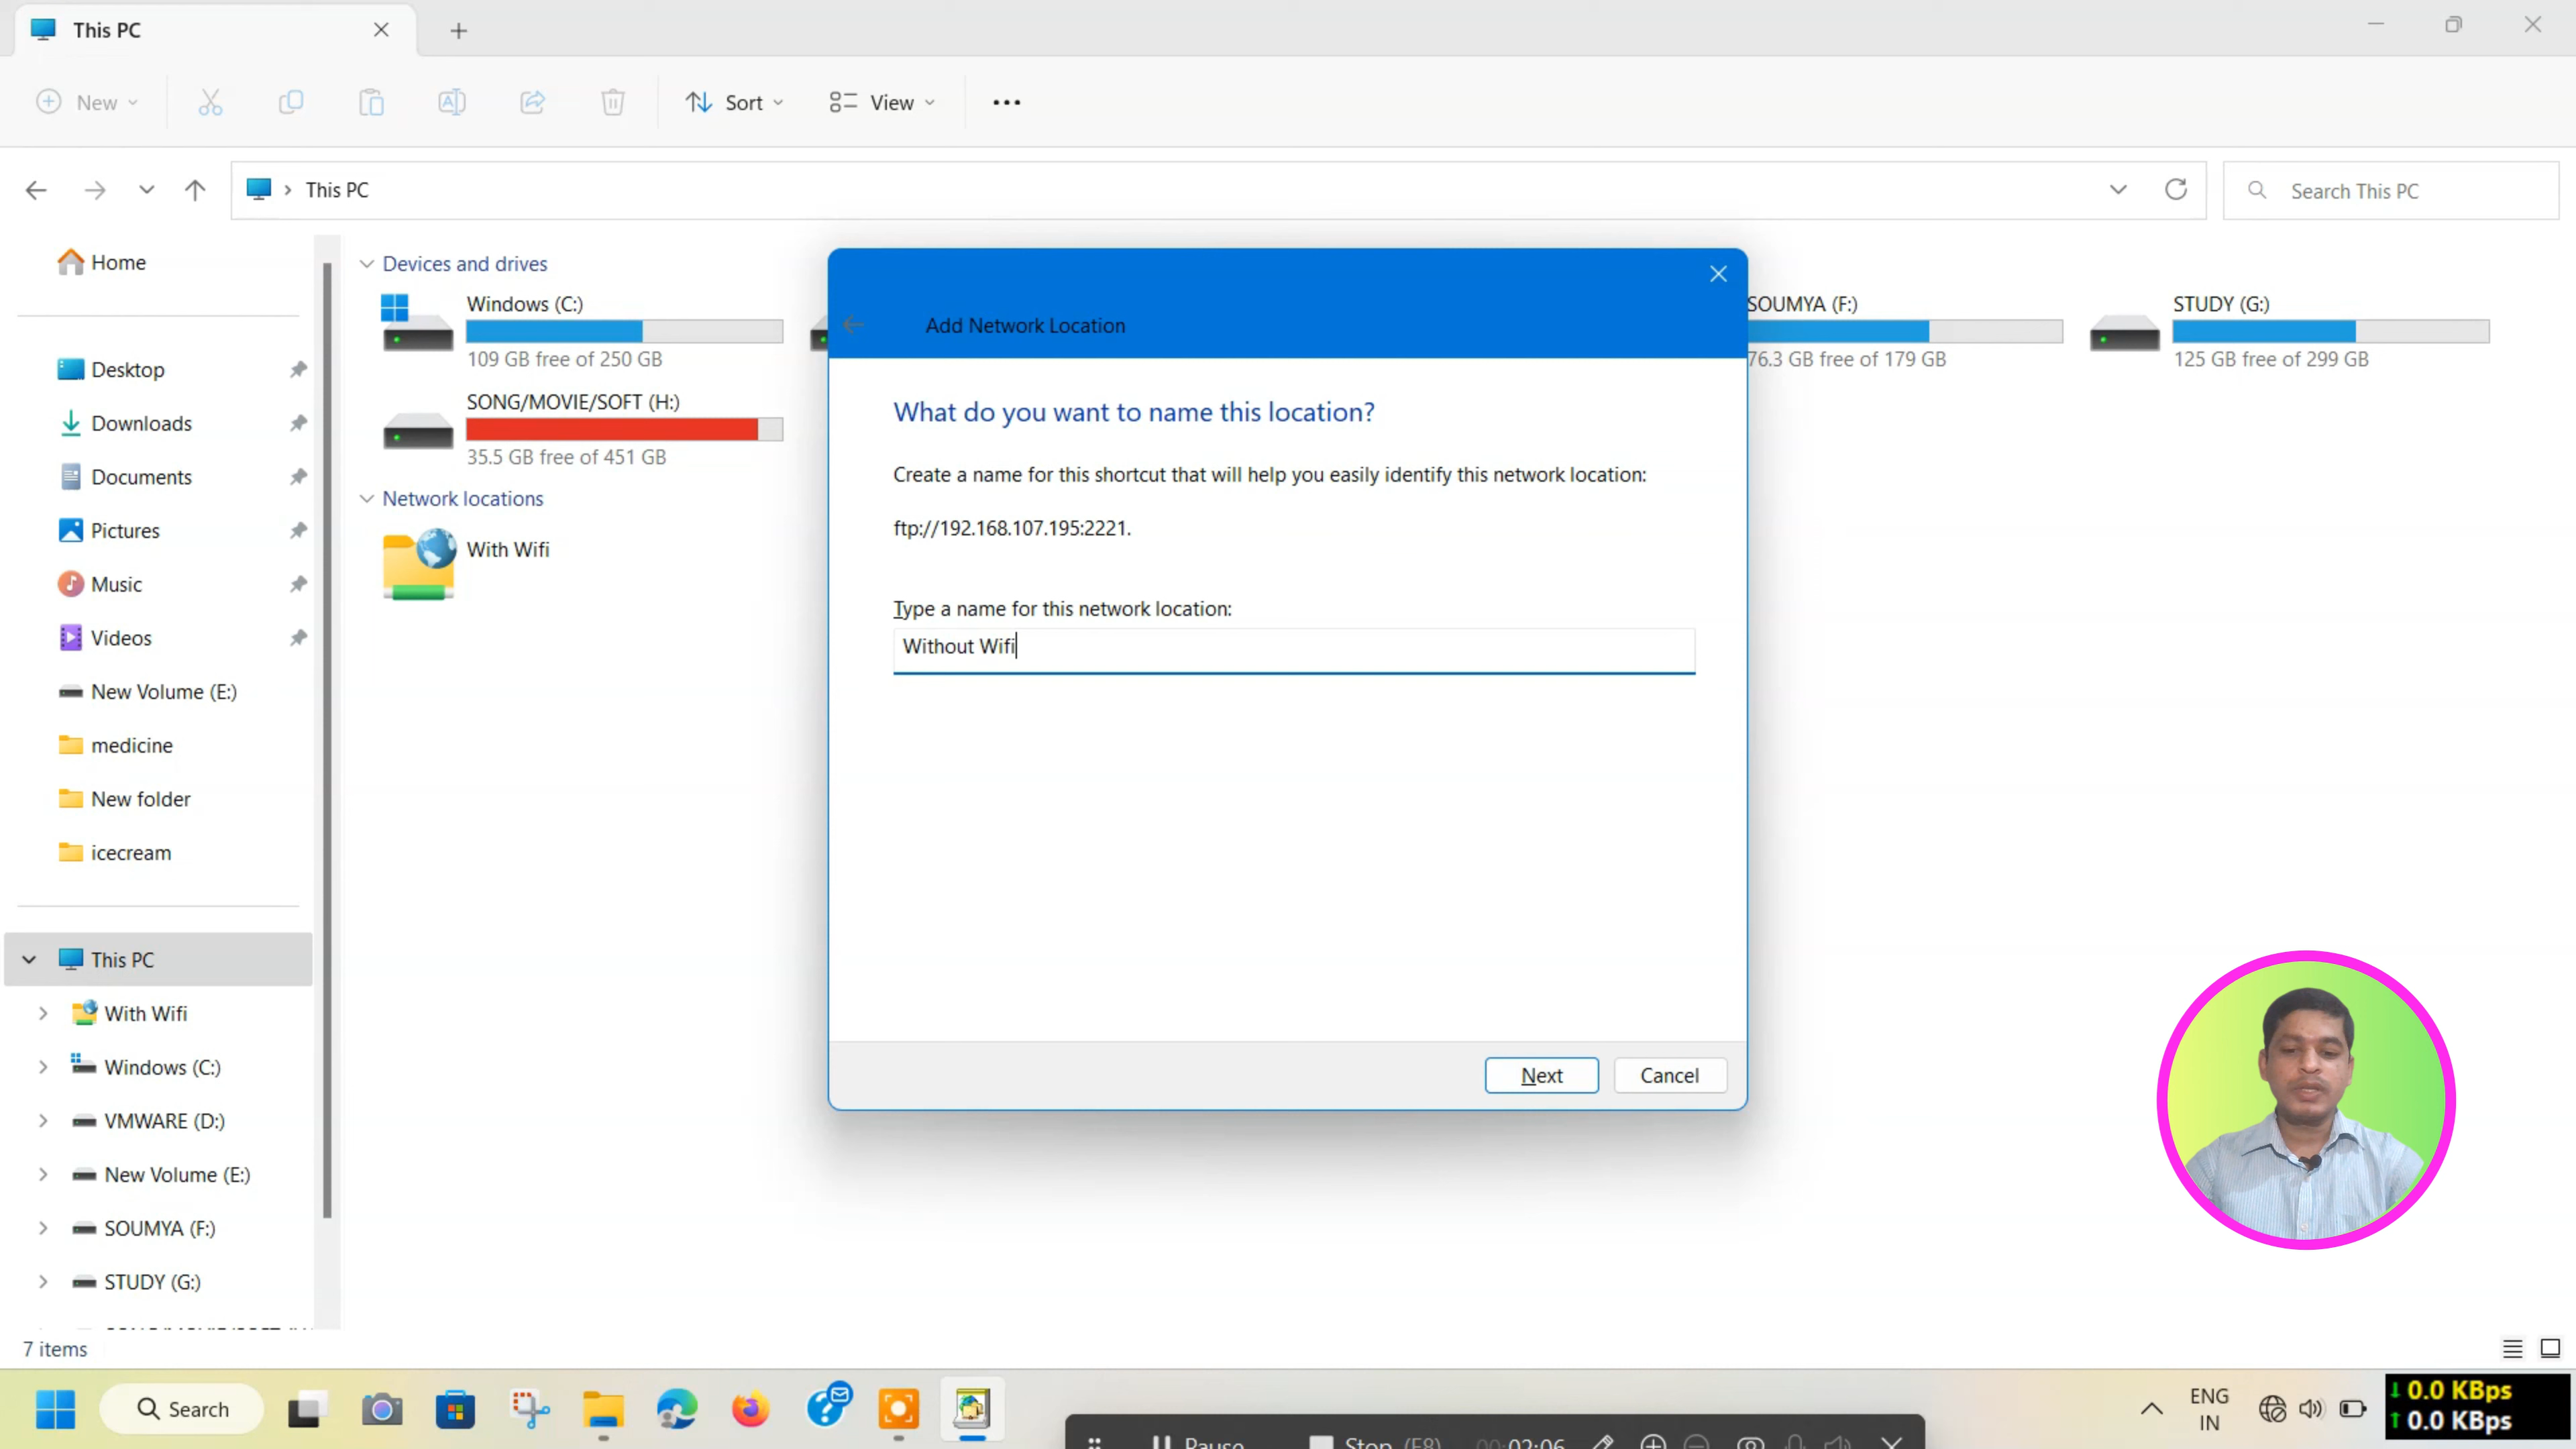 This PC
New
Sort
View
This PC
Search This PC
Home
Desktop
Downloads
Documents
Pictures
Music
Videos
New Volume (E:)
medicine
New folder
icecream
This PC
With Wifi
Windows (C:)
VMWARE (D:)
New Volume (E:)
SOUMYA (F:)
STUDY (G:)
7 items
Devices and drives
Windows (C:)
109 GB free of 250 GB
SONG/MOVIE/SOFT (H:)
35.5 GB free of 451 GB
Network locations
With Wifi
SOUMYA (F:)
76.3 GB free of 179 GB
STUDY (G:)
125 GB free of 299 GB
Add Network Location
What do you want to name this location?
Create a name for this shortcut that will help you easily identify this network location:
ftp://192.168.107.195:2221.
Type a name for this network location:
Without Wifi
Next
Cancel
Search
Pause
Stop (F8)
00:02:06
ENG
IN
0.0 KBps
0.0 KBps